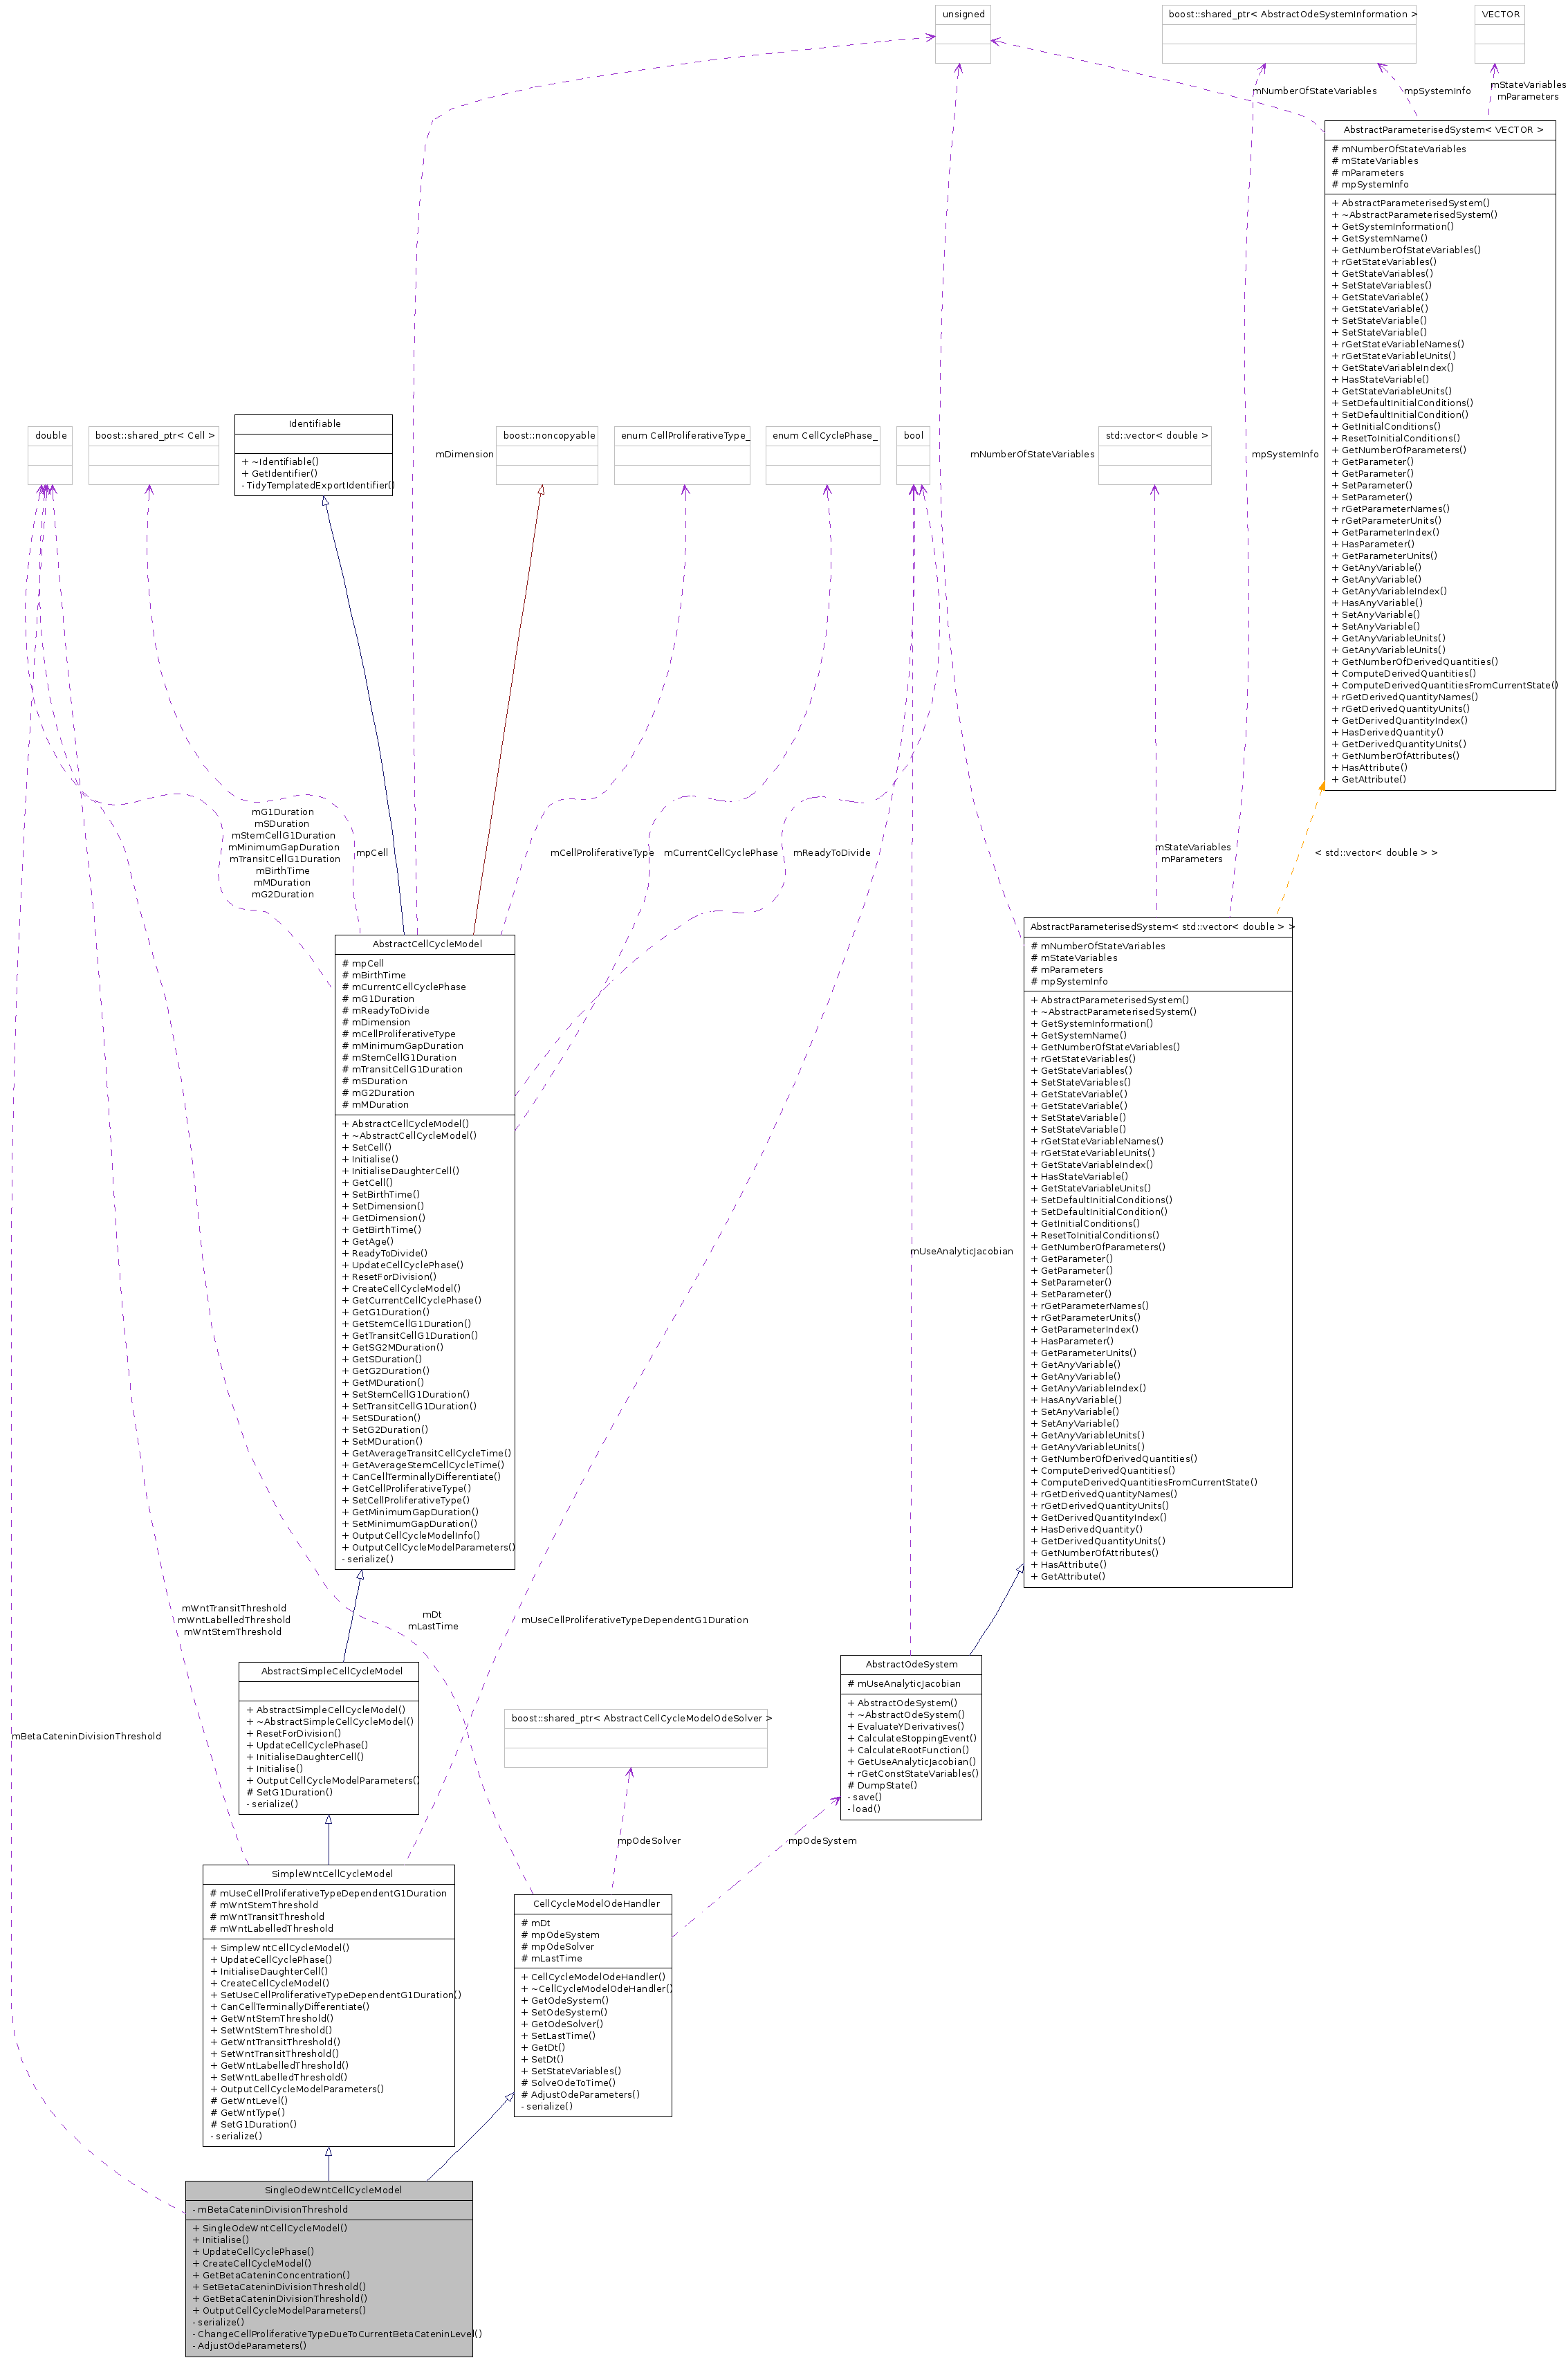 unsigned
boost::shared_ptr< AbstractOdeSystemInformation >
VECTOR
mNumberOfStateVariables
mpSystemInfo
mStateVariables
mParameters
AbstractParameterisedSystem< VECTOR >
# mNumberOfStateVariables
# mStateVariables
# mParameters
# mpSystemInfo
+ AbstractParameterisedSystem()
+ ~AbstractParameterisedSystem()
+ GetSystemInformation()
+ GetSystemName()
+ GetNumberOfStateVariables()
+ rGetStateVariables()
+ GetStateVariables()
+ SetStateVariables()
+ GetStateVariable()
+ GetStateVariable()
+ SetStateVariable()
+ SetStateVariable()
+ rGetStateVariableNames()
+ rGetStateVariableUnits()
+ GetStateVariableIndex()
+ HasStateVariable()
+ GetStateVariableUnits()
+ SetDefaultInitialConditions()
+ SetDefaultInitialCondition()
+ GetInitialConditions()
+ ResetToInitialConditions()
+ GetNumberOfParameters()
+ GetParameter()
+ GetParameter()
+ SetParameter()
+ SetParameter()
+ rGetParameterNames()
+ rGetParameterUnits()
+ GetParameterIndex()
+ HasParameter()
+ GetParameterUnits()
+ GetAnyVariable()
+ GetAnyVariable()
+ GetAnyVariableIndex()
+ HasAnyVariable()
+ SetAnyVariable()
+ SetAnyVariable()
+ GetAnyVariableUnits()
+ GetAnyVariableUnits()
+ GetNumberOfDerivedQuantities()
+ ComputeDerivedQuantities()
+ ComputeDerivedQuantitiesFromCurrentState()
+ rGetDerivedQuantityNames()
+ rGetDerivedQuantityUnits()
+ GetDerivedQuantityIndex()
+ HasDerivedQuantity()
+ GetDerivedQuantityUnits()
+ GetNumberOfAttributes()
+ HasAttribute()
+ GetAttribute()
double
boost::shared_ptr< Cell >
Identifiable
+ ~Identifiable()
+ GetIdentifier()
- TidyTemplatedExportIdentifier()
mDimension
boost::noncopyable
enum CellProliferativeType_
enum CellCyclePhase_
bool
mNumberOfStateVariables
std::vector< double >
mpSystemInfo
mG1Duration
mSDuration
mStemCellG1Duration
mMinimumGapDuration
mTransitCellG1Duration
mBirthTime
mMDuration
mG2Duration
mpCell
mCellProliferativeType
mCurrentCellCyclePhase
mReadyToDivide
mStateVariables
mParameters
< std::vector< double > >
AbstractCellCycleModel
# mpCell
# mBirthTime
# mCurrentCellCyclePhase
# mG1Duration
# mReadyToDivide
# mDimension
# mCellProliferativeType
# mMinimumGapDuration
# mStemCellG1Duration
# mTransitCellG1Duration
# mSDuration
# mG2Duration
# mMDuration
+ AbstractCellCycleModel()
+ ~AbstractCellCycleModel()
+ SetCell()
+ Initialise()
+ InitialiseDaughterCell()
+ GetCell()
+ SetBirthTime()
+ SetDimension()
+ GetDimension()
+ GetBirthTime()
+ GetAge()
+ ReadyToDivide()
+ UpdateCellCyclePhase()
+ ResetForDivision()
+ CreateCellCycleModel()
+ GetCurrentCellCyclePhase()
+ GetG1Duration()
+ GetStemCellG1Duration()
+ GetTransitCellG1Duration()
+ GetSG2MDuration()
+ GetSDuration()
+ GetG2Duration()
+ GetMDuration()
+ SetStemCellG1Duration()
+ SetTransitCellG1Duration()
+ SetSDuration()
+ SetG2Duration()
+ SetMDuration()
+ GetAverageTransitCellCycleTime()
+ GetAverageStemCellCycleTime()
+ CanCellTerminallyDifferentiate()
+ GetCellProliferativeType()
+ SetCellProliferativeType()
+ GetMinimumGapDuration()
+ SetMinimumGapDuration()
+ OutputCellCycleModelInfo()
+ OutputCellCycleModelParameters()
- serialize()
AbstractParameterisedSystem< std::vector< double > >
# mNumberOfStateVariables
# mStateVariables
# mParameters
# mpSystemInfo
+ AbstractParameterisedSystem()
+ ~AbstractParameterisedSystem()
+ GetSystemInformation()
+ GetSystemName()
+ GetNumberOfStateVariables()
+ rGetStateVariables()
+ GetStateVariables()
+ SetStateVariables()
+ GetStateVariable()
+ GetStateVariable()
+ SetStateVariable()
+ SetStateVariable()
+ rGetStateVariableNames()
+ rGetStateVariableUnits()
+ GetStateVariableIndex()
+ HasStateVariable()
+ GetStateVariableUnits()
+ SetDefaultInitialConditions()
+ SetDefaultInitialCondition()
+ GetInitialConditions()
+ ResetToInitialConditions()
+ GetNumberOfParameters()
+ GetParameter()
+ GetParameter()
+ SetParameter()
+ SetParameter()
+ rGetParameterNames()
+ rGetParameterUnits()
+ GetParameterIndex()
+ HasParameter()
+ GetParameterUnits()
+ GetAnyVariable()
+ GetAnyVariable()
+ GetAnyVariableIndex()
+ HasAnyVariable()
+ SetAnyVariable()
+ SetAnyVariable()
+ GetAnyVariableUnits()
+ GetAnyVariableUnits()
+ GetNumberOfDerivedQuantities()
+ ComputeDerivedQuantities()
+ ComputeDerivedQuantitiesFromCurrentState()
+ rGetDerivedQuantityNames()
+ rGetDerivedQuantityUnits()
+ GetDerivedQuantityIndex()
+ HasDerivedQuantity()
+ GetDerivedQuantityUnits()
+ GetNumberOfAttributes()
+ HasAttribute()
+ GetAttribute()
mUseAnalyticJacobian
mWntTransitThreshold
mWntLabelledThreshold
mWntStemThreshold
mDt
mLastTime
mUseCellProliferativeTypeDependentG1Duration
AbstractSimpleCellCycleModel
+ AbstractSimpleCellCycleModel()
+ ~AbstractSimpleCellCycleModel()
+ ResetForDivision()
+ UpdateCellCyclePhase()
+ InitialiseDaughterCell()
+ Initialise()
+ OutputCellCycleModelParameters()
# SetG1Duration()
- serialize()
boost::shared_ptr< AbstractCellCycleModelOdeSolver >
AbstractOdeSystem
# mUseAnalyticJacobian
+ AbstractOdeSystem()
+ ~AbstractOdeSystem()
+ EvaluateYDerivatives()
+ CalculateStoppingEvent()
+ CalculateRootFunction()
+ GetUseAnalyticJacobian()
+ rGetConstStateVariables()
# DumpState()
- save()
- load()
mBetaCateninDivisionThreshold
mpOdeSolver
mpOdeSystem
SimpleWntCellCycleModel
# mUseCellProliferativeTypeDependentG1Duration
# mWntStemThreshold
# mWntTransitThreshold
# mWntLabelledThreshold
+ SimpleWntCellCycleModel()
+ UpdateCellCyclePhase()
+ InitialiseDaughterCell()
+ CreateCellCycleModel()
+ SetUseCellProliferativeTypeDependentG1Duration()
+ CanCellTerminallyDifferentiate()
+ GetWntStemThreshold()
+ SetWntStemThreshold()
+ GetWntTransitThreshold()
+ SetWntTransitThreshold()
+ GetWntLabelledThreshold()
+ SetWntLabelledThreshold()
+ OutputCellCycleModelParameters()
# GetWntLevel()
# GetWntType()
# SetG1Duration()
- serialize()
CellCycleModelOdeHandler
# mDt
# mpOdeSystem
# mpOdeSolver
# mLastTime
+ CellCycleModelOdeHandler()
+ ~CellCycleModelOdeHandler()
+ GetOdeSystem()
+ SetOdeSystem()
+ GetOdeSolver()
+ SetLastTime()
+ GetDt()
+ SetDt()
+ SetStateVariables()
# SolveOdeToTime()
# AdjustOdeParameters()
- serialize()
SingleOdeWntCellCycleModel
- mBetaCateninDivisionThreshold
+ SingleOdeWntCellCycleModel()
+ Initialise()
+ UpdateCellCyclePhase()
+ CreateCellCycleModel()
+ GetBetaCateninConcentration()
+ SetBetaCateninDivisionThreshold()
+ GetBetaCateninDivisionThreshold()
+ OutputCellCycleModelParameters()
- serialize()
- ChangeCellProliferativeTypeDueToCurrentBetaCateninLevel()
- AdjustOdeParameters()